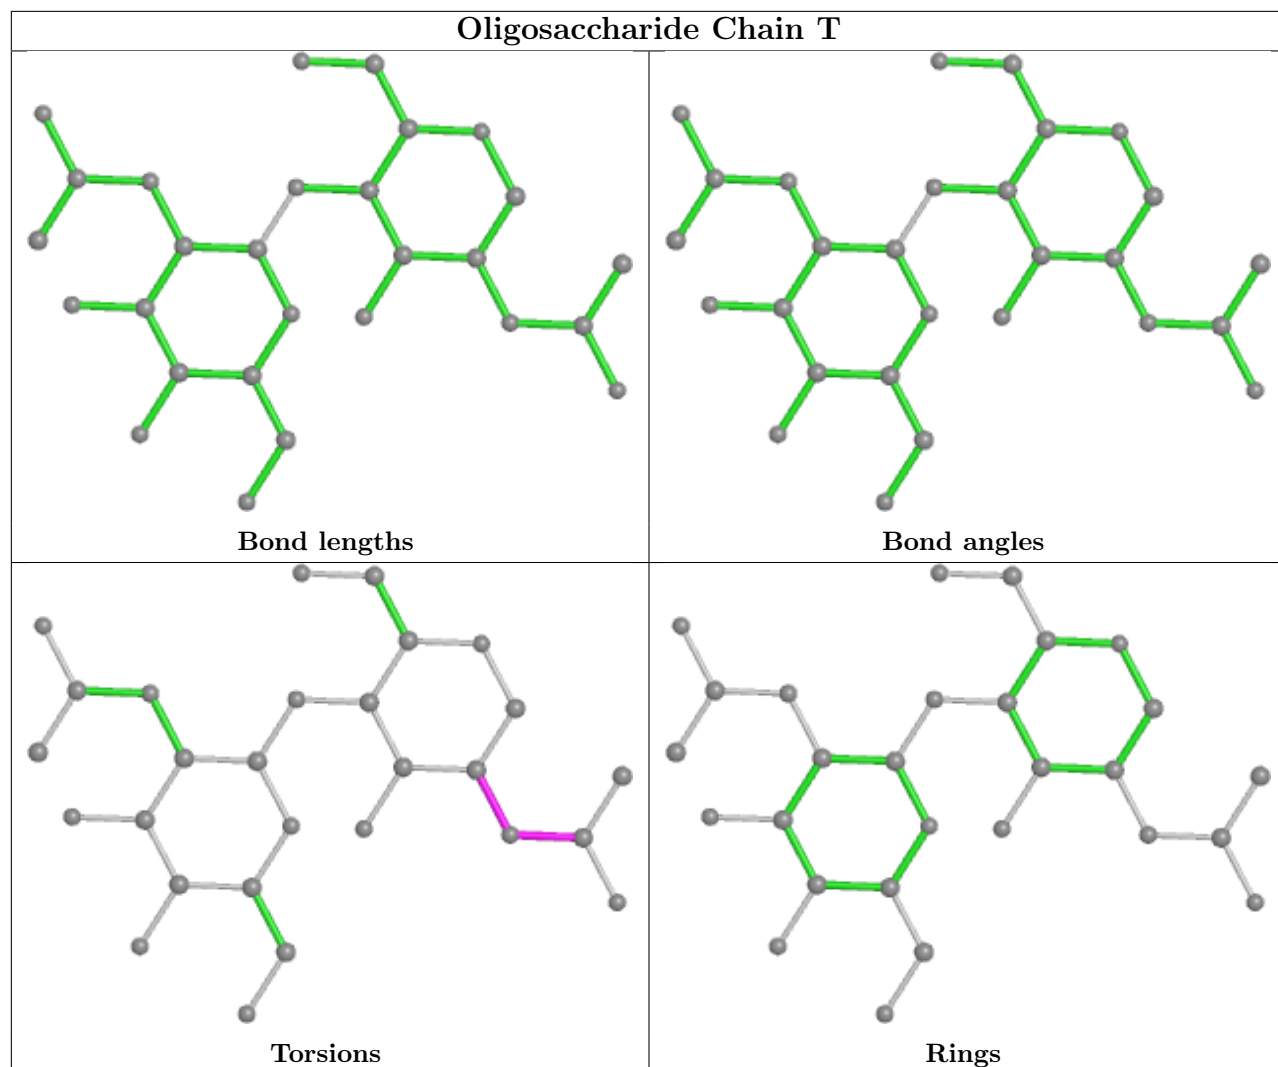 Oligosaccharide Chain T
Bond lengths
Bond angles
Torsions
Rings